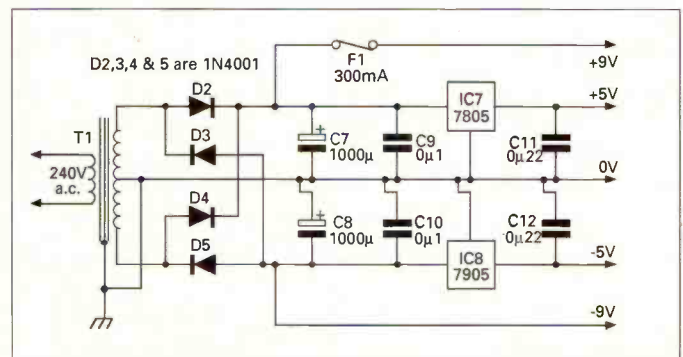 D2,3,4 & 5 are 1N4001
F1
300mA
+9V
D2
IC7
7805
+5V
T1
D3
+
C7
1000µ
C9
0µ1
C11
0µ22
240V
a.c.
0V
D4
+
C8
1000µ
C10
0µ1
C12
0µ22
D5
IC8
7905
-5V
-9V